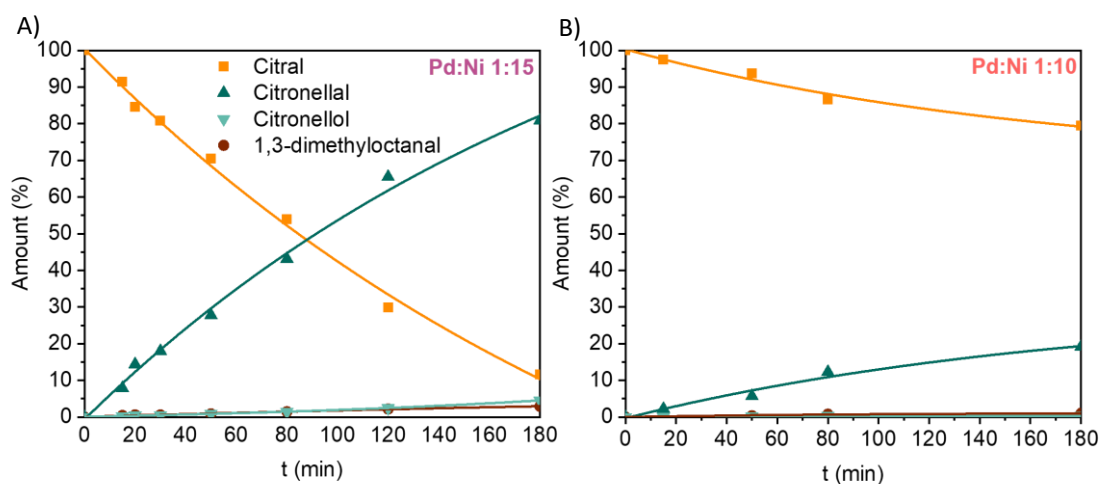 A)
Pd:Ni 1:15
Citral
Citronellal
Citronellol
1,3-dimethyloctanal
Amount (%)
100
90
80
70
60
50
40
30
20
10
0
0 20 40 60 80 100 120 140 160 180
t (min)
B)
Pd:Ni 1:10
Amount (%)
100
90
80
70
60
50
40
30
20
10
0
0 20 40 60 80 100 120 140 160 180
t (min)